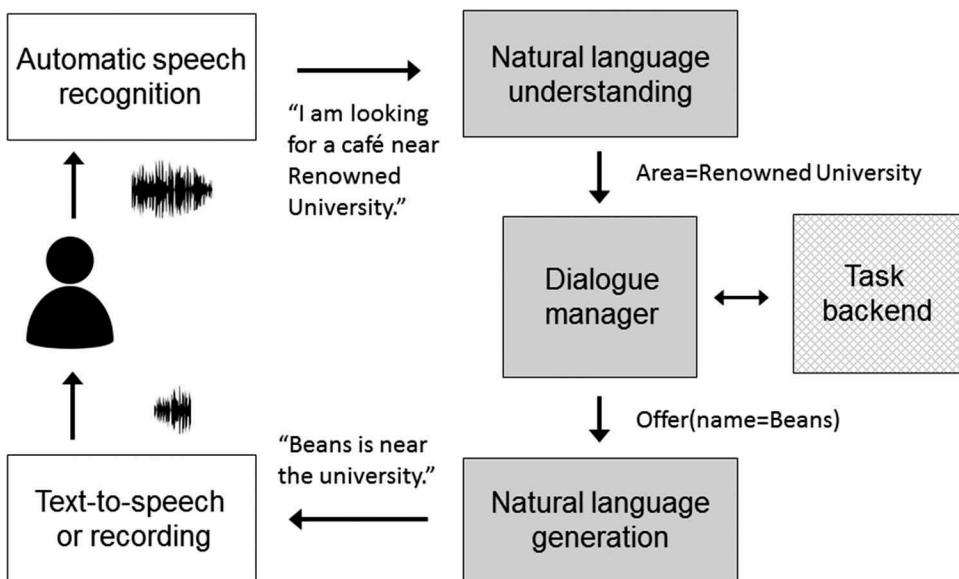 Automatic speech
recognition
Natural language
understanding
“I am looking
for a café near
Renowned
University.”
Area=Renowned University
Dialogue
manager
Task
backend
Offer(name=Beans)
“Beans is near
the university.”
Text-to-speech
or recording
Natural language
generation